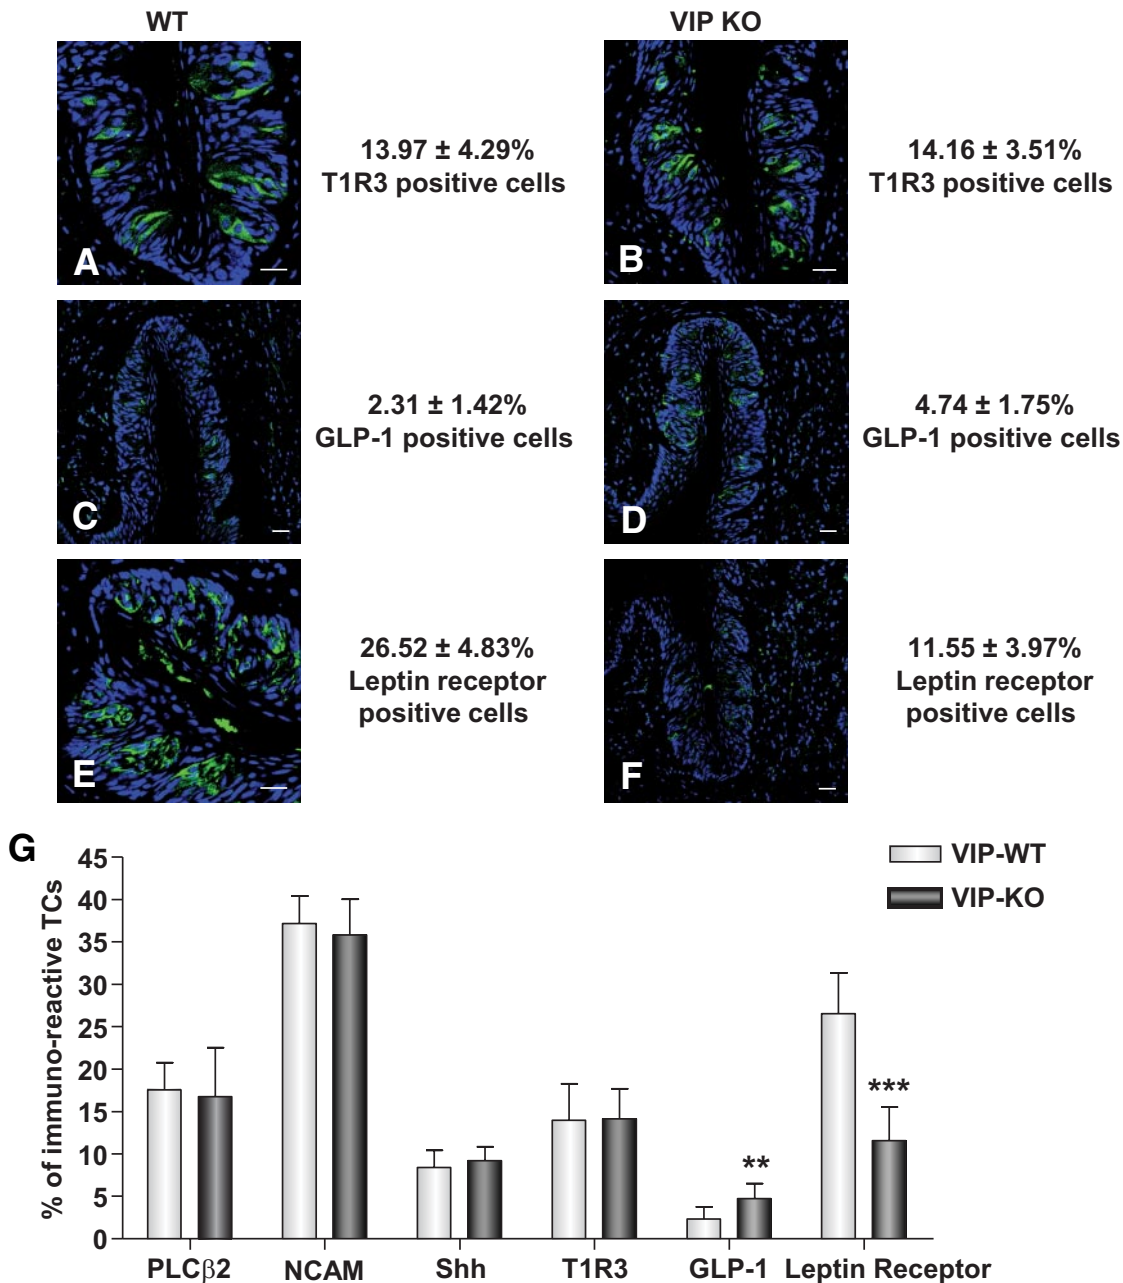 WT
VIP KO
A
13.97 ± 4.29%
T1R3 positive cells
B
14.16 ± 3.51%
T1R3 positive cells
C
2.31 ± 1.42%
GLP-1 positive cells
D
4.74 ± 1.75%
GLP-1 positive cells
E
26.52 ± 4.83%
Leptin receptor
positive cells
F
11.55 ± 3.97%
Leptin receptor
positive cells
G
VIP-WT
VIP-KO
% of immuno-reactive TCs
45
40
35
30
25
20
15
10
5
0
**
***
PLCβ2 NCAM Shh T1R3 GLP-1 Leptin Receptor